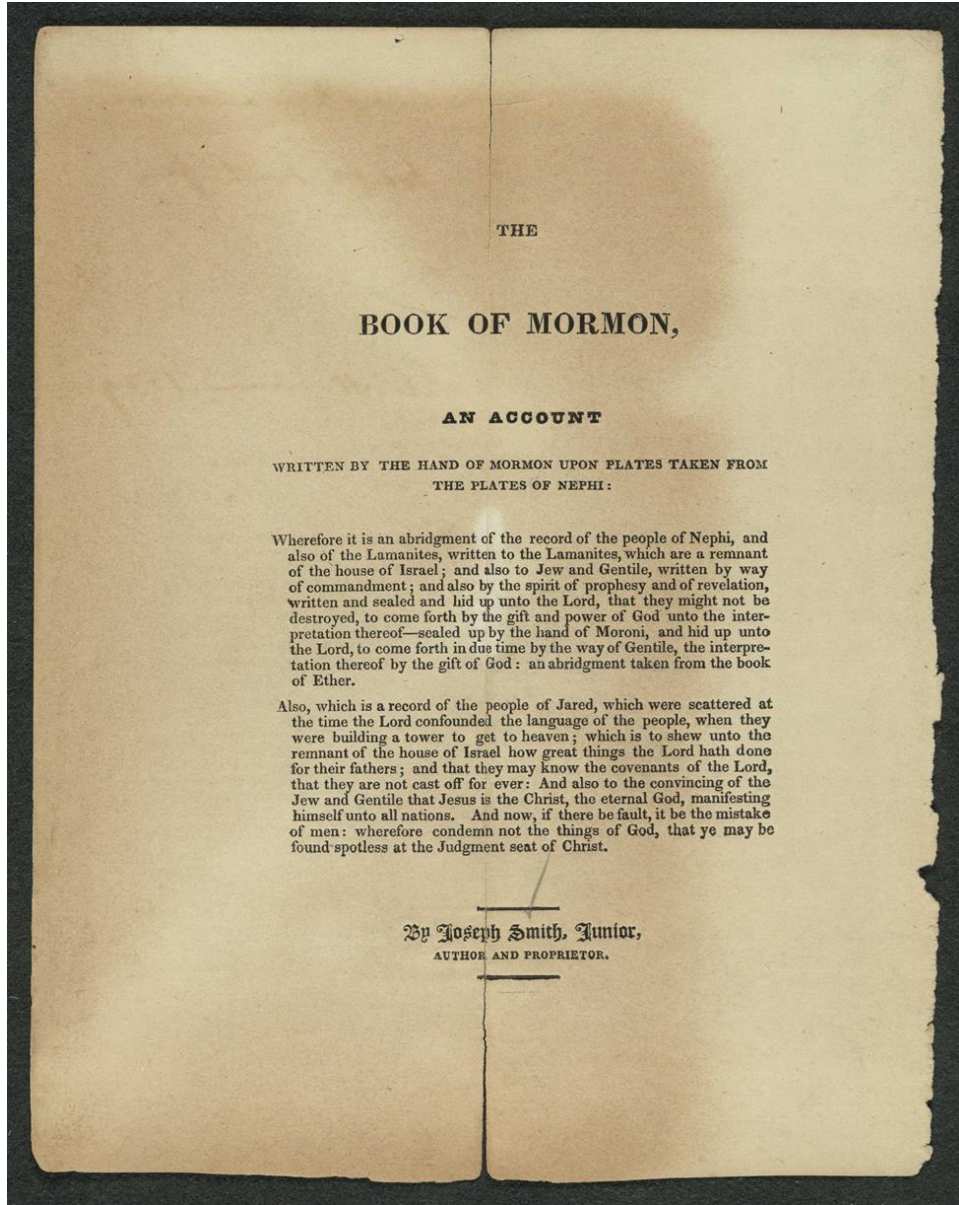 THE
BOOK OF MORMON,
AN ACCOUNT
WRITTEN BY THE HAND OF MORMON UPON PLATES TAKEN FROM
THE PLATES OF NEPHI:
Wherefore it is an abridgment of the record of the people of Nephi, and
also of the Lamanites, written to the Lamanites, which are a remnant
of the house of Israel; and also to Jew and Gentile, written by way
of commandment; and also by the spirit of prophesy and of revelation,
written and sealed and hid up unto the Lord, that they might not be
destroyed, to come forth by the gift and power of God unto the inter-
pretation thereof—sealed up by the hand of Moroni, and hid up unto
the Lord, to come forth in due time by the way of Gentile, the interpre-
tation thereof by the gift of God: an abridgment taken from the book
of Ether.
Also, which is a record of the people of Jared, which were scattered at
the time the Lord confounded the language of the people, when they
were building a tower to get to heaven; which is to shew unto the
remnant of the house of Israel how great things the Lord hath done
for their fathers; and that they may know the covenants of the Lord,
that they are not cast off for ever: And also to the convincing of the
Jew and Gentile that Jesus is the Christ, the eternal God, manifesting
himself unto all nations. And now, if there be fault, it be the mistake
of men: wherefore condemn not the things of God, that ye may be
found spotless at the Judgment seat of Christ.
By Joseph Smith, Junior,
AUTHOR AND PROPRIETOR.